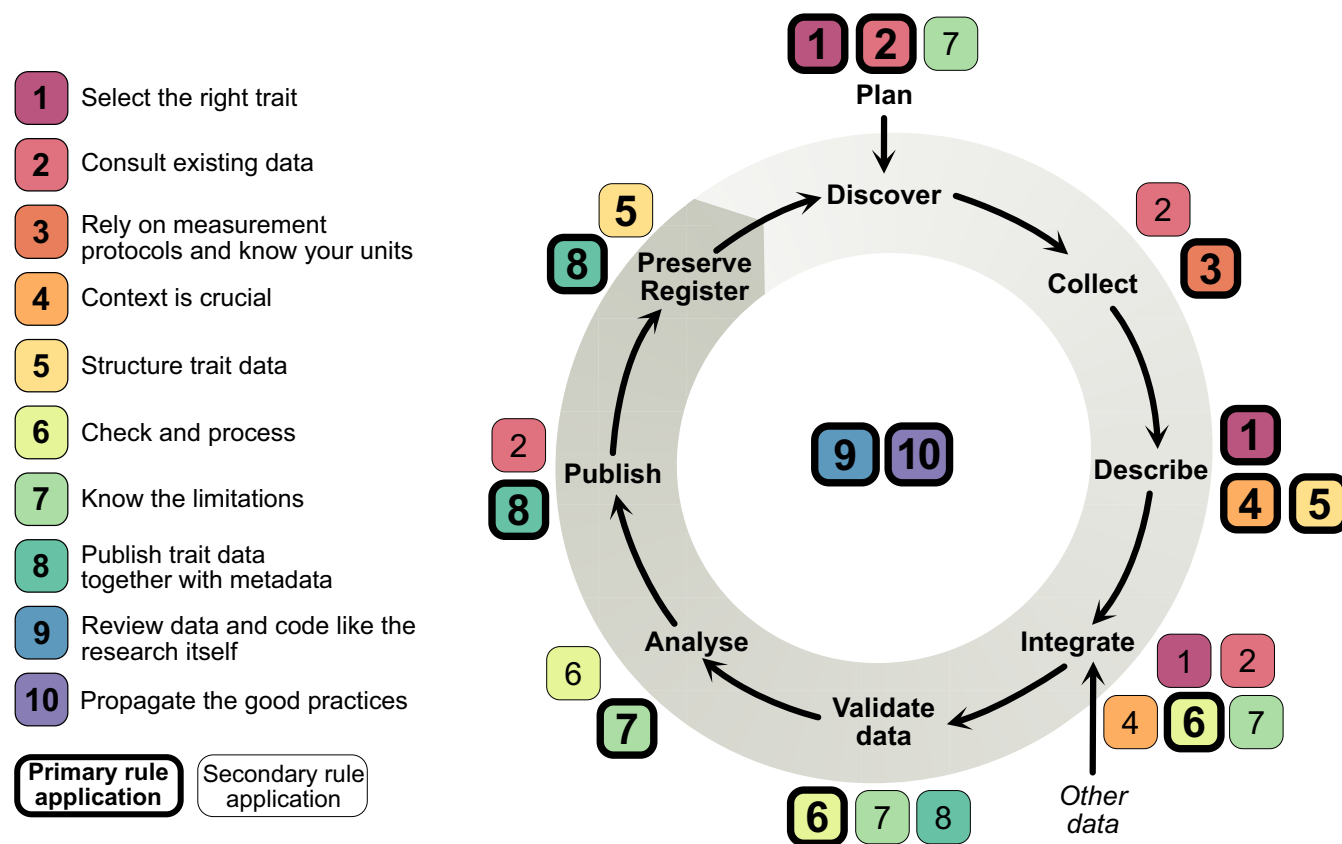 1 Select the right trait
2 Consult existing data
3 Rely on measurement
protocols and know your units
4 Context is crucial
5 Structure trait data
6 Check and process
7 Know the limitations
8 Publish trait data
together with metadata
9 Review data and code like the
research itself
10 Propagate the good practices
Primary rule
application
Secondary rule
application
1 2 7
Plan
Discover
2
3
Collect
1
Describe
4 5
Integrate
1 2
4 6 7
Other
data
Validate
data
6 7 8
Analyse
6
7
2
Publish
8
5
8
Preserve
Register
9 10